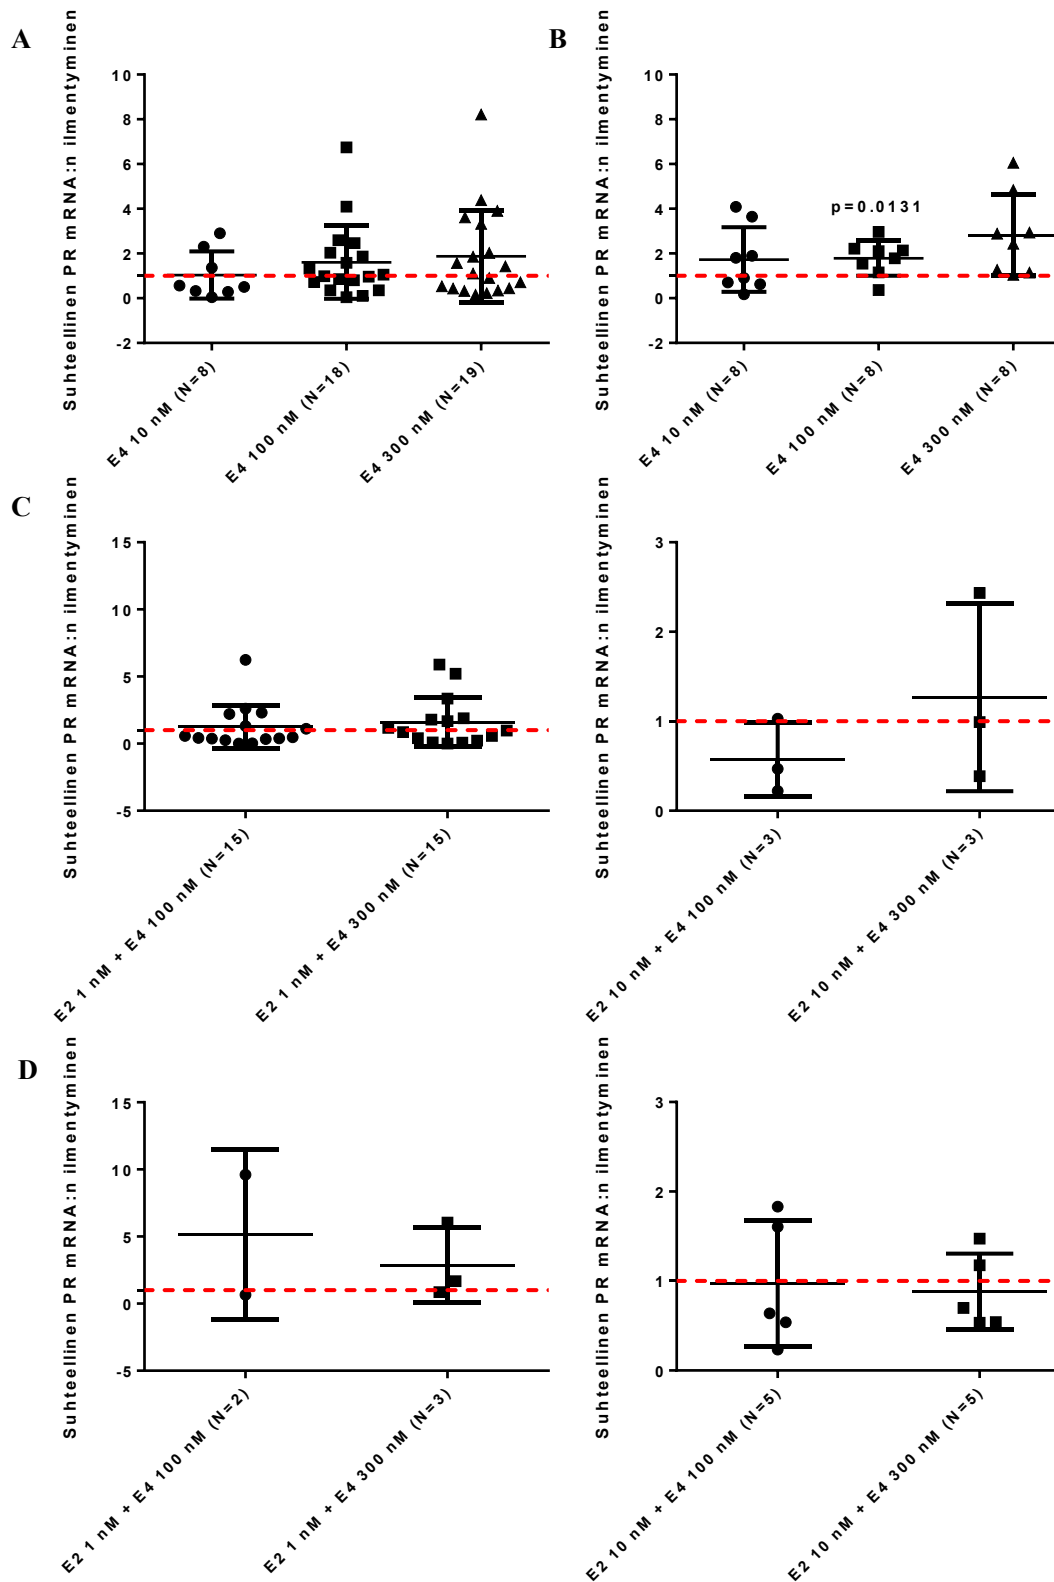 A
Suhteellinen PR mRNA:n ilmentyminen
10
8
6
4
2
0
-2
E4 10 nM (N=8)
E4 100 nM (N=18)
E4 300 nM (N=19)
B
Suhteellinen PR mRNA:n ilmentyminen
10
8
6
4
2
0
-2
p=0.0131
E4 10 nM (N=8)
E4 100 nM (N=8)
E4 300 nM (N=8)
C
Suhteellinen PR mRNA:n ilmentyminen
15
10
5
0
-5
E2 1 nM + E4 100 nM (N=15)
E2 1 nM + E4 300 nM (N=15)
Suhteellinen PR mRNA:n ilmentyminen
3
2
1
0
E2 10 nM + E4 100 nM (N=3)
E2 10 nM + E4 300 nM (N=3)
D
Suhteellinen PR mRNA:n ilmentyminen
15
10
5
0
-5
E2 1 nM + E4 100 nM (N=2)
E2 1 nM + E4 300 nM (N=3)
Suhteellinen PR mRNA:n ilmentyminen
3
2
1
0
E2 10 nM + E4 100 nM (N=5)
E2 10 nM + E4 300 nM (N=5)